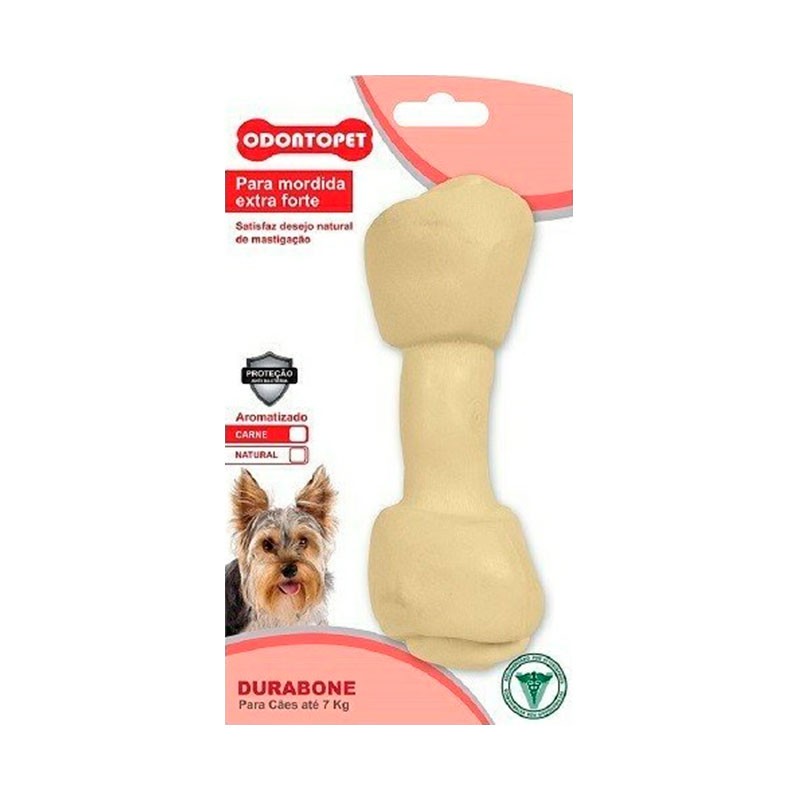 ODONTOPET
Para mordida
extra forte
Satisfaz desejo natural
de mastigação
PROTEÇÃO
Aromatizado
CARNE
NATURAL
DURABONE
Para Cães até 7 Kg